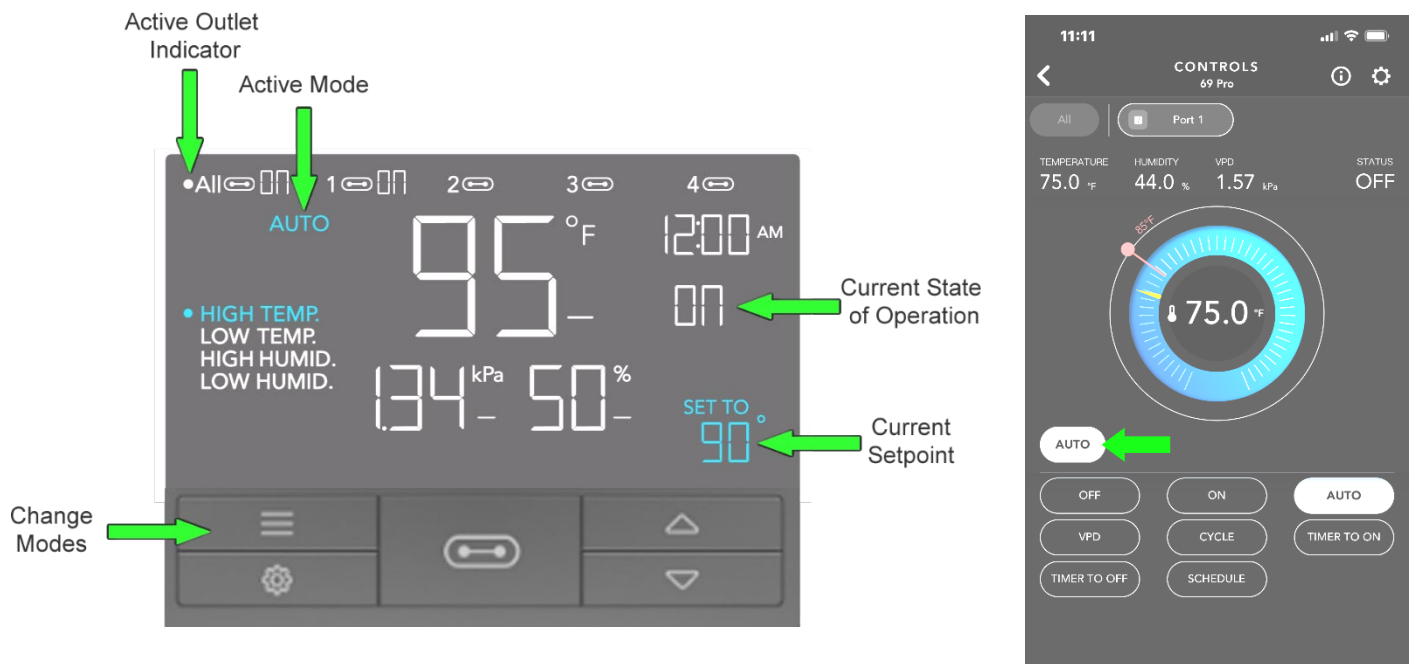 Active Outlet
Indicator
Active Mode
All ON 1 ON 2 3 4
AUTO
95 °F
12:00 AM
ON
HIGH TEMP.
LOW TEMP.
HIGH HUMID.
LOW HUMID.
1.34 kPa 50 %
SET TO
90°
Current State
of Operation
Current
Setpoint
Change
Modes
11:11
CONTROLS
69 Pro
All Port 1
TEMPERATURE HUMIDITY VPD STATUS
75.0 °F 44.0 % 1.57 kPa OFF
85°F
75.0 °F
AUTO
OFF ON AUTO
VPD CYCLE TIMER TO ON
TIMER TO OFF SCHEDULE